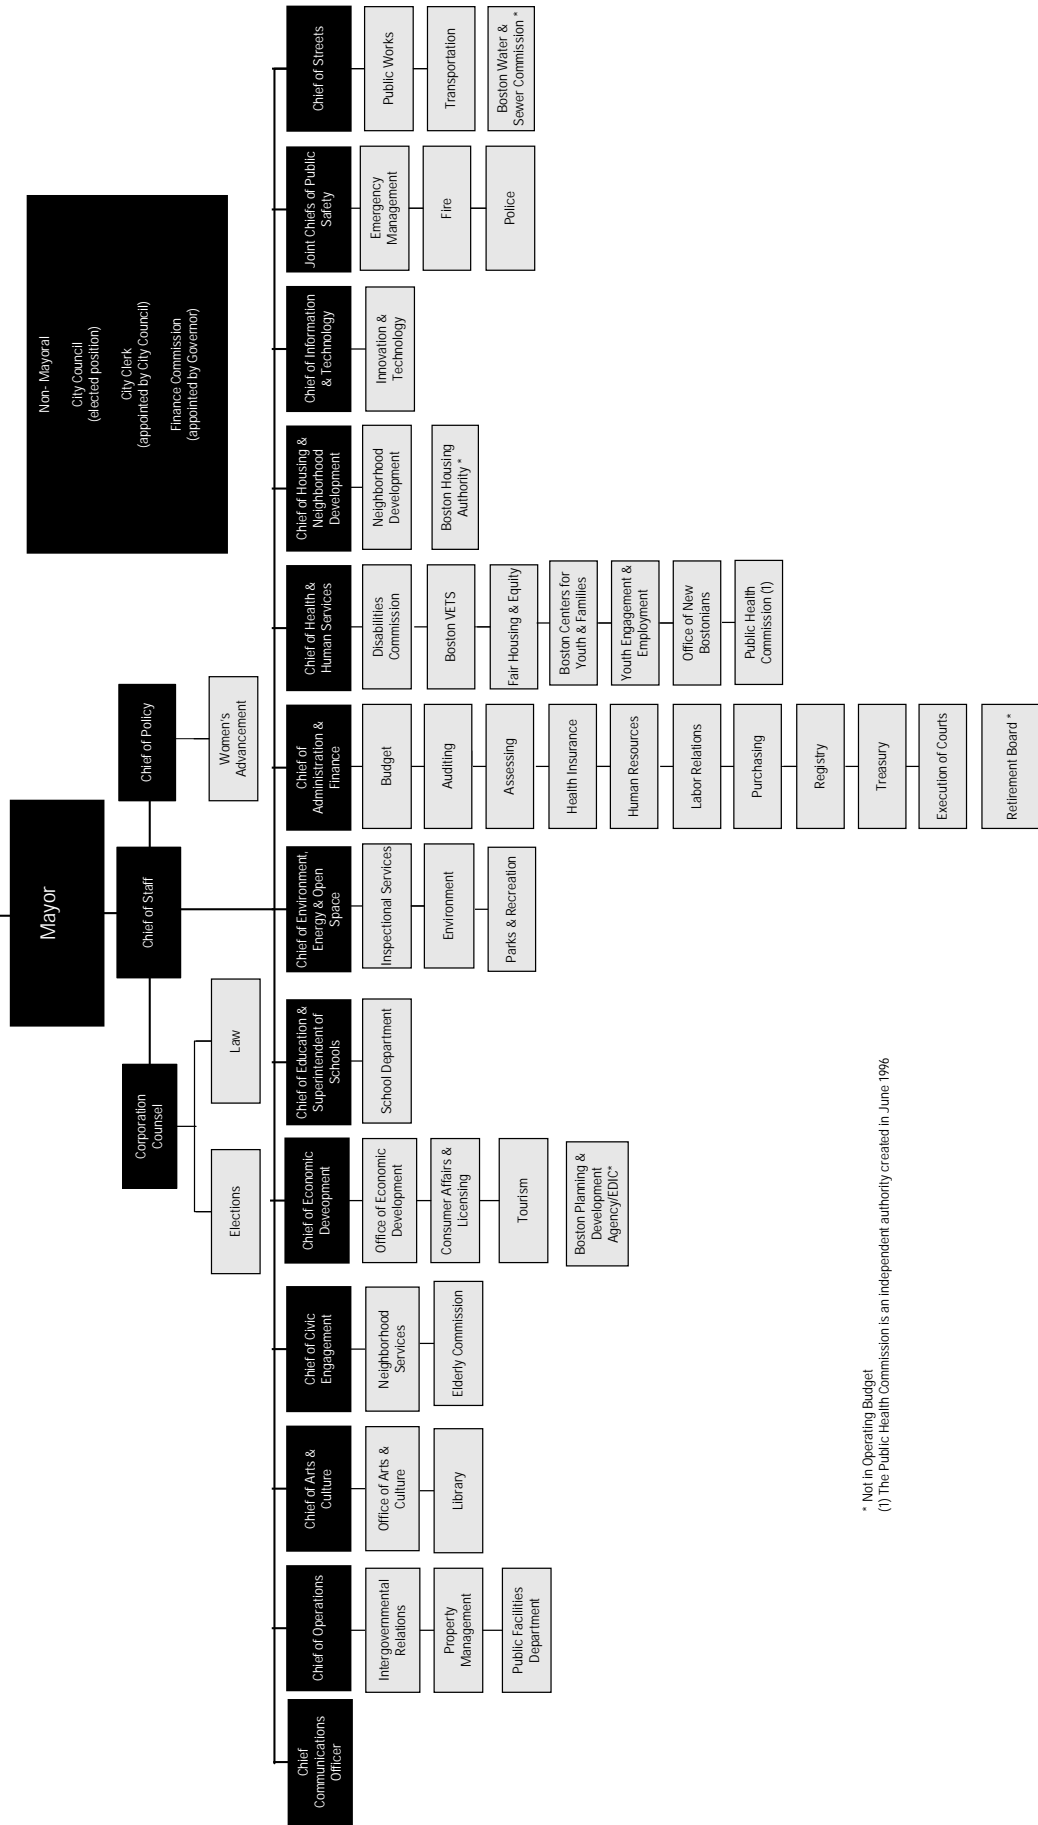 Mayor
Non- Mayoral
City Council
(elected position)
City Clerk
(appointed by City Council)
Finance Commission
(appointed by Governor)
Corporation
Counsel
Chief of Staff
Chief of Policy
Elections
Law
Women's
Advancement
Chief
Communications
Officer
Chief of Operations
Intergovernmental
Relations
Property
Management
Public Facilities
Department
Chief of Arts &
Culture
Office of Arts &
Culture
Library
Chief of Civic
Engagement
Neighborhood
Services
Elderly Commission
Chief of Economic
Deveopment
Office of Economic
Development
Consumer Affairs &
Licensing
Tourism
Boston Planning &
Development
Agency/EDIC*
Chief of Education &
Superintendent of
Schools
School Department
Chief of Environment,
Energy & Open
Space
Inspectional Services
Environment
Parks & Recreation
Chief of
Administration &
Finance
Budget
Auditing
Assessing
Health Insurance
Human Resources
Labor Relations
Purchasing
Registry
Treasury
Execution of Courts
Retirement Board *
Chief of Health &
Human Services
Disabilities
Commission
Boston VETS
Fair Housing & Equity
Boston Centers for
Youth & Families
Youth Engagement &
Employment
Office of New
Bostonians
Public Health
Commission (1)
Chief of Housing &
Neighborhood
Development
Neighborhood
Development
Boston Housing
Authority *
Chief of Information
& Technology
Innovation &
Technology
Joint Chiefs of Public
Safety
Emergency
Management
Fire
Police
Chief of Streets
Public Works
Transportation
Boston Water &
Sewer Commission *
* Not in Operating Budget
(1) The Public Health Commission is an independent authority created in June 1996